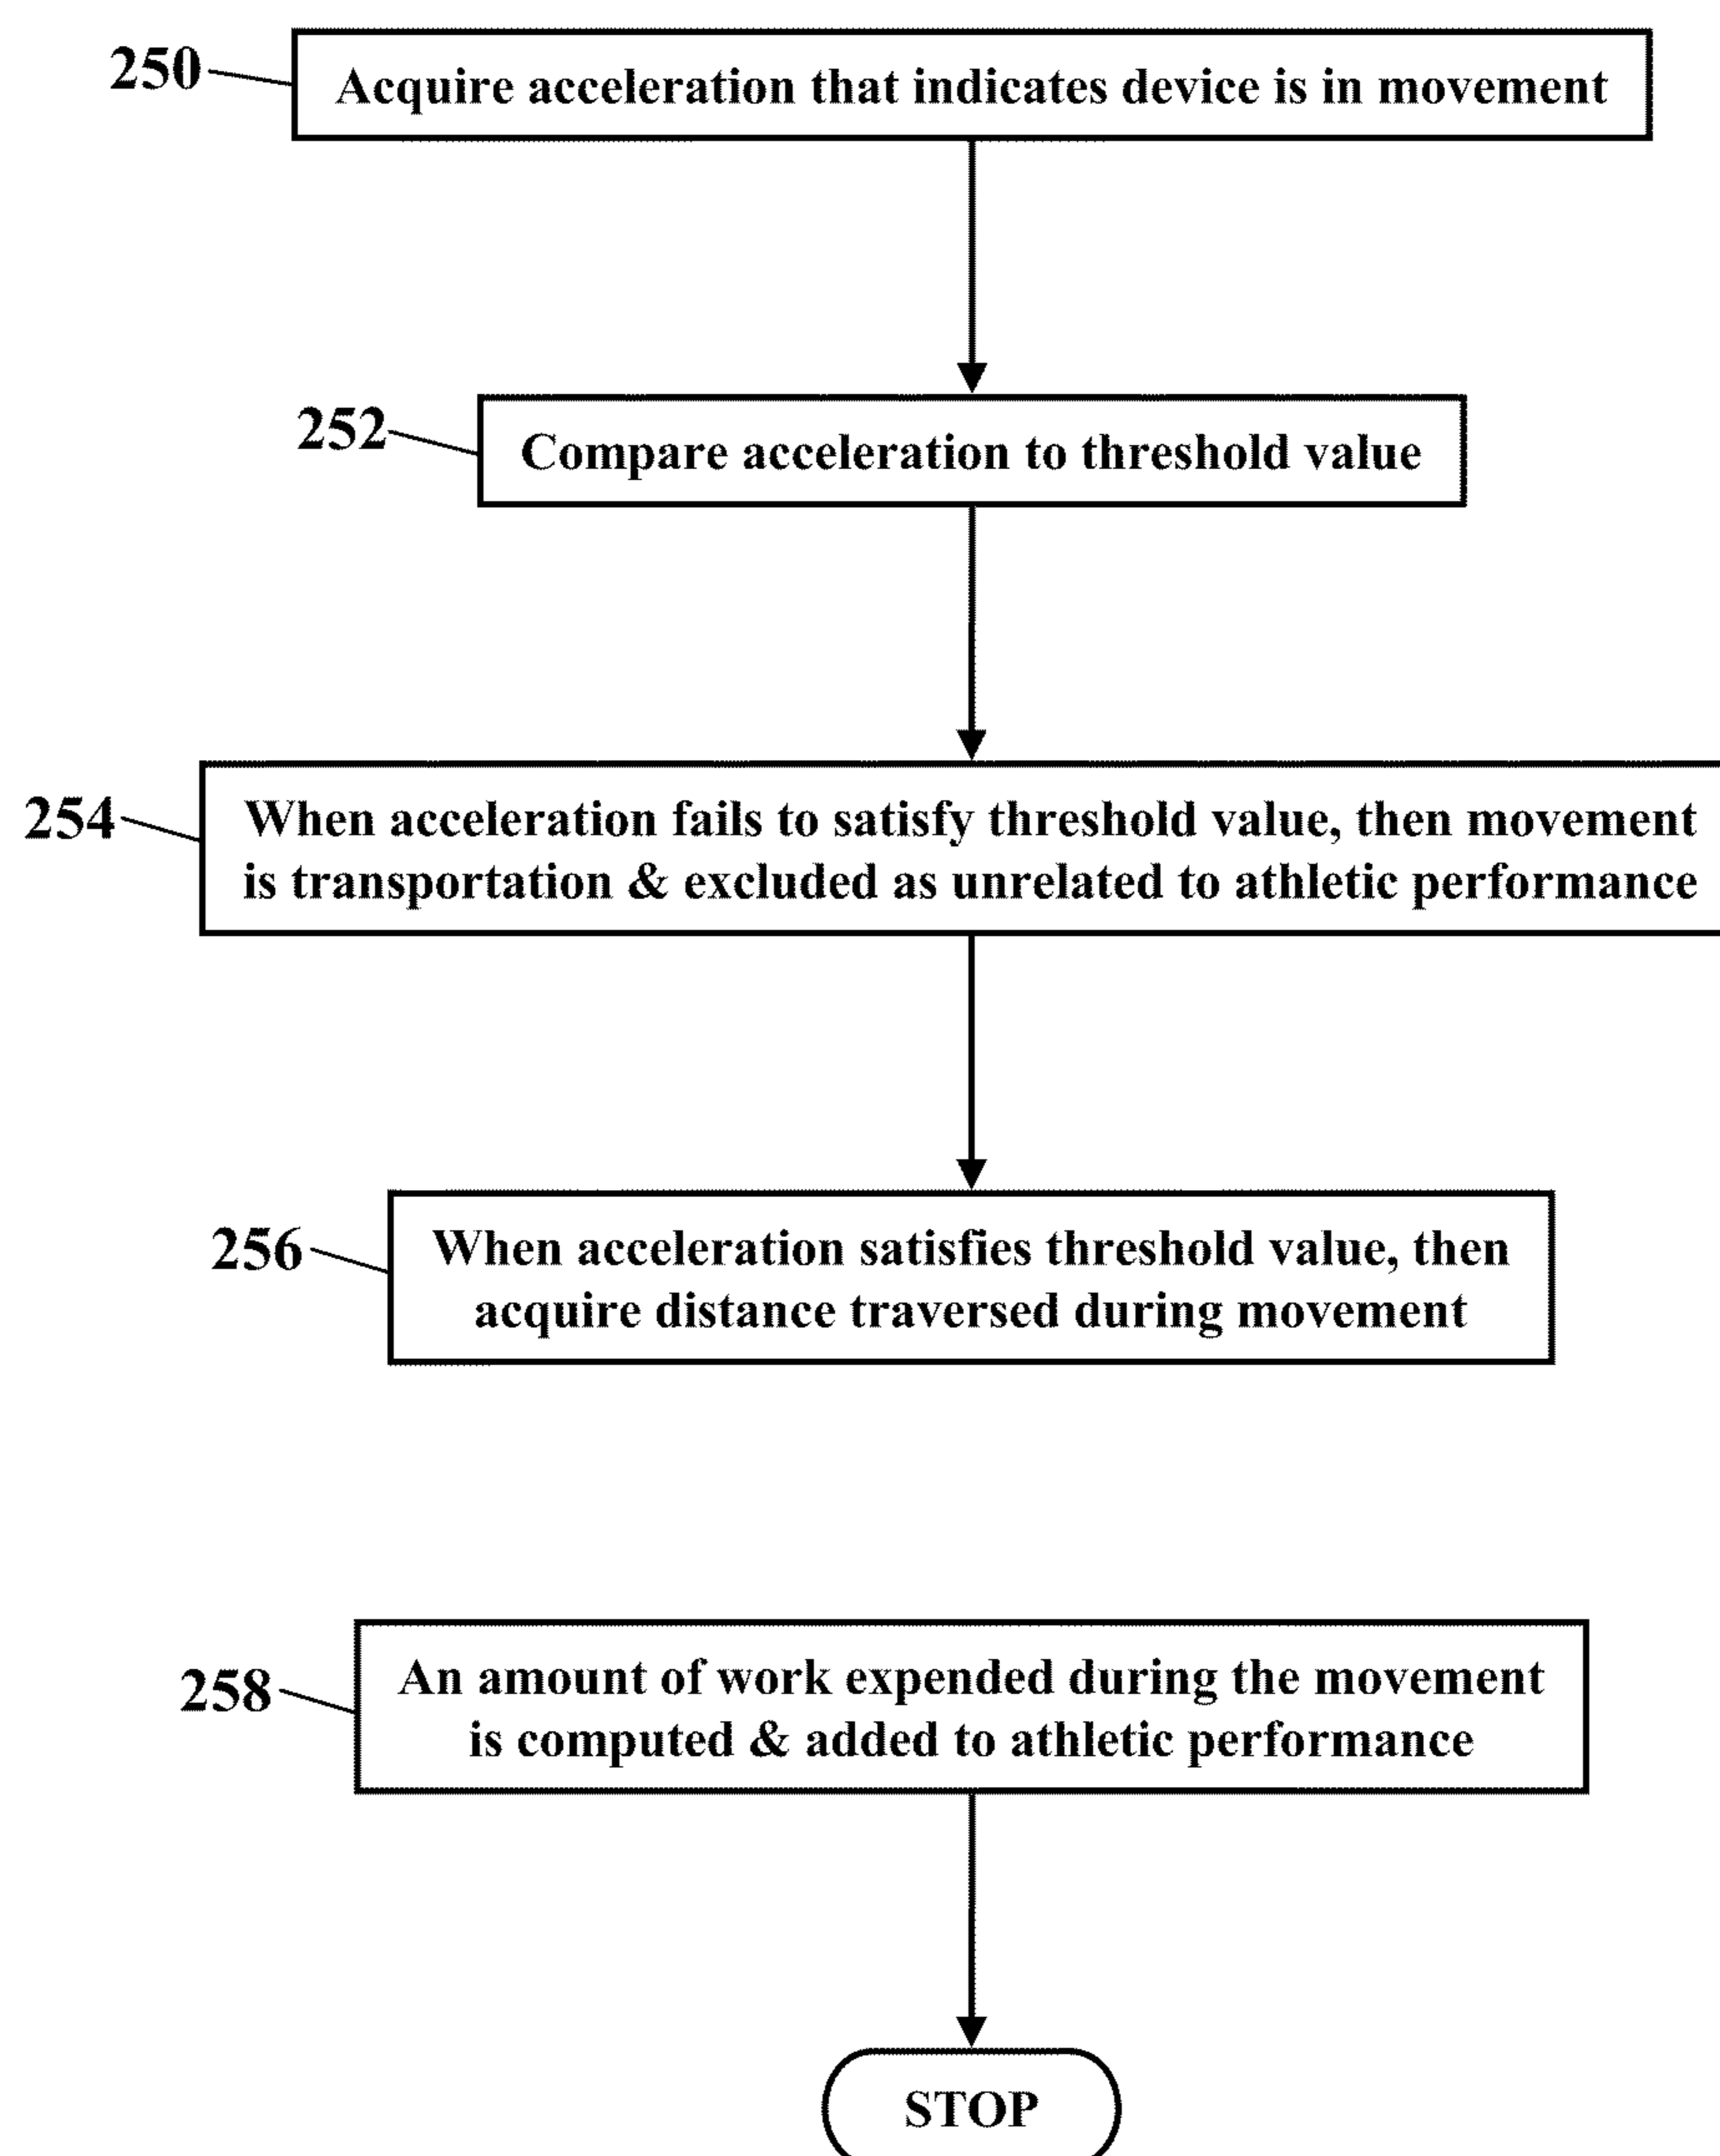 250
Acquire acceleration that indicates device is in movement
252
Compare acceleration to threshold value
254
When acceleration fails to satisfy threshold value, then movement
is transportation & excluded as unrelated to athletic performance
256
When acceleration satisfies threshold value, then
acquire distance traversed during movement
258
An amount of work expended during the movement
is computed & added to athletic performance
STOP